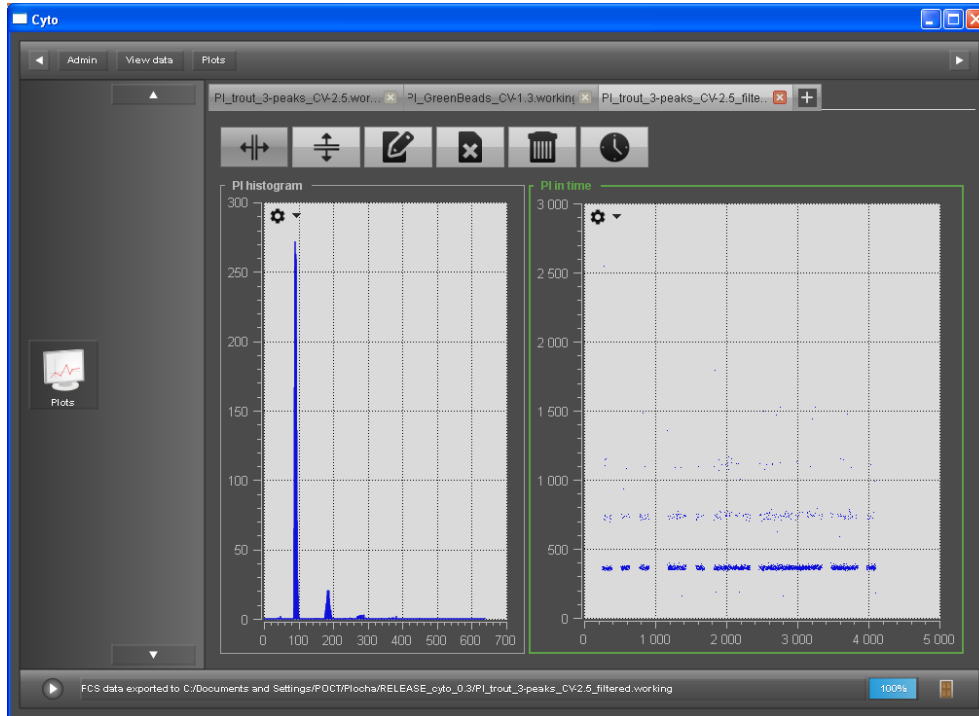 Cyto
Admin View data Plots
PI_trout_3-peaks_CV-2.5.wor... PI_GreenBeads_CV-1.3.working PI_trout_3-peaks_CV-2.5_filte..
PI histogram
300
250
200
150
100
50
0
0 100 200 300 400 500 600 700
PI in time
3 000
2 500
2 000
1 500
1 000
500
0
0 1 000 2 000 3 000 4 000 5 000
Plots
FCS data exported to C:/Documents and Settings/POCT/Plocha/RELEASE_cyto_0.3/PI_trout_3-peaks_CV-2.5_filtered.working
100%